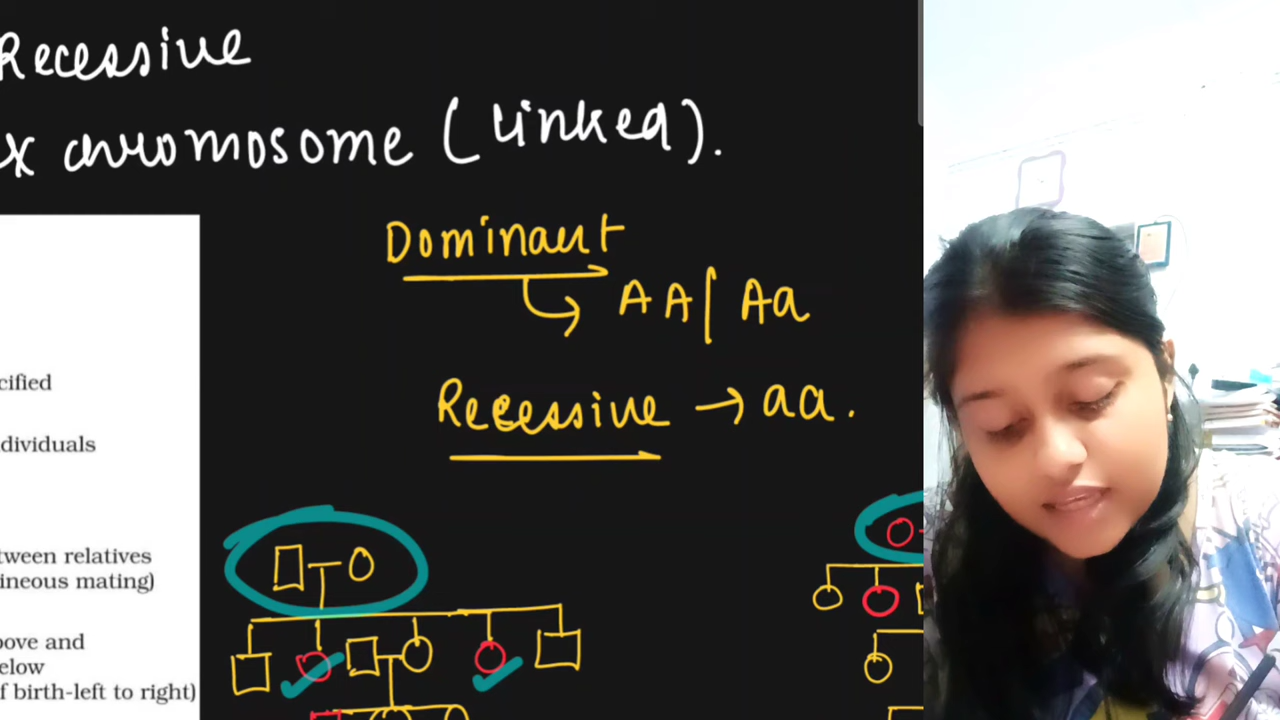 Recessive
x chromosome (linked).
Dominant
AA| Aa
Recessive → aa.
cified
dividuals
tween relatives
ineous mating)
bove and
elow
f birth-left to right)